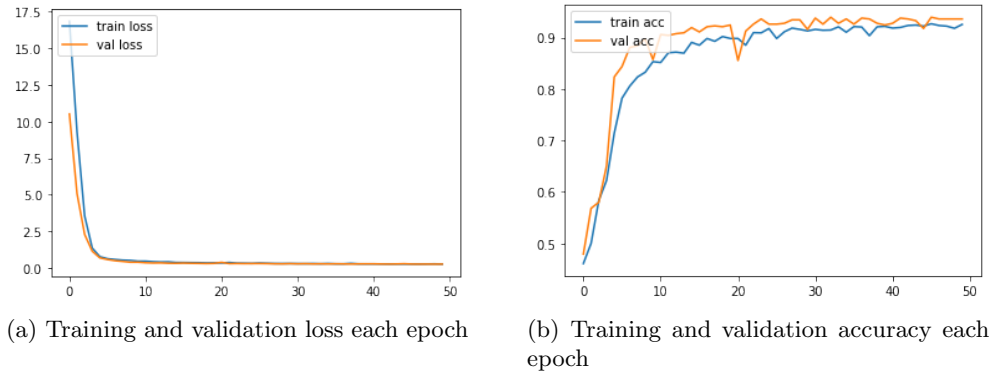 17.5
15.0
12.5
10.0
7.5
5.0
2.5
0.0
train loss
val loss
0 10 20 30 40 50
(a) Training and validation loss each epoch
0.9
0.8
0.7
0.6
0.5
train acc
val acc
0 10 20 30 40 50
(b) Training and validation accuracy each
epoch